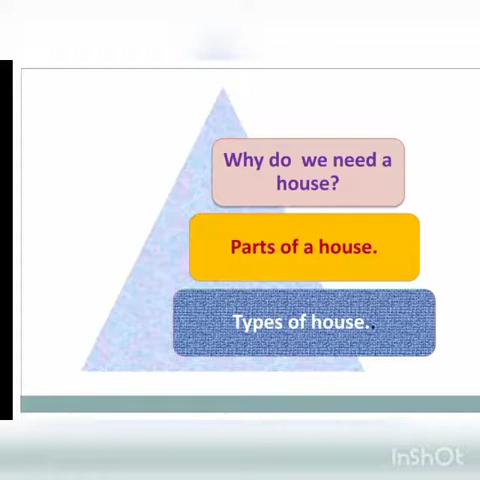 Why do we need a
house?
Parts of a house.
Types of house..
InShOt